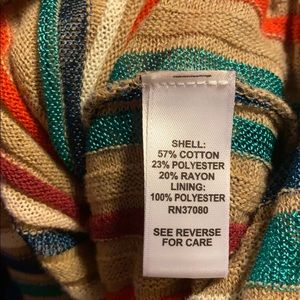 SHELL:
57% COTTON
23% POLYESTER
20% RAYON
LINING:
100% POLYESTER
RN37080
SEE REVERSE
FOR CARE